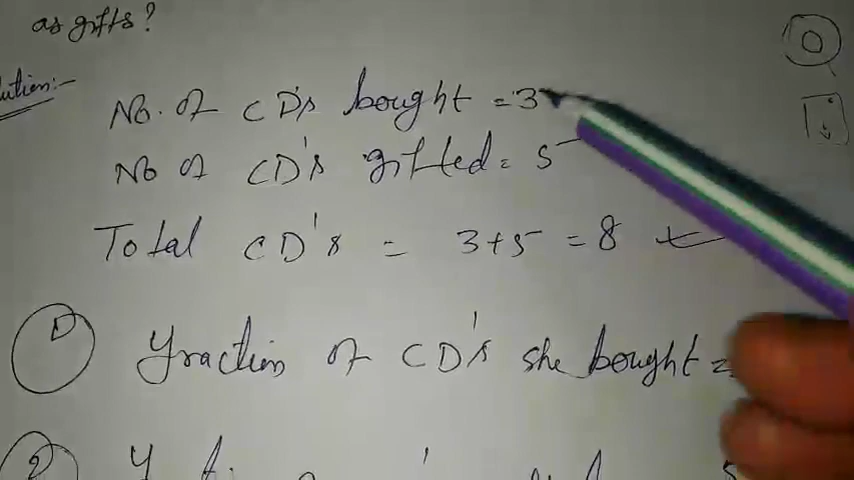 as gifts?
ution:-
No. of CD's bought = 3
No of CD's gifted = 5
Total CD's = 3+5 = 8
1 Fraction of CD's she bought =
2